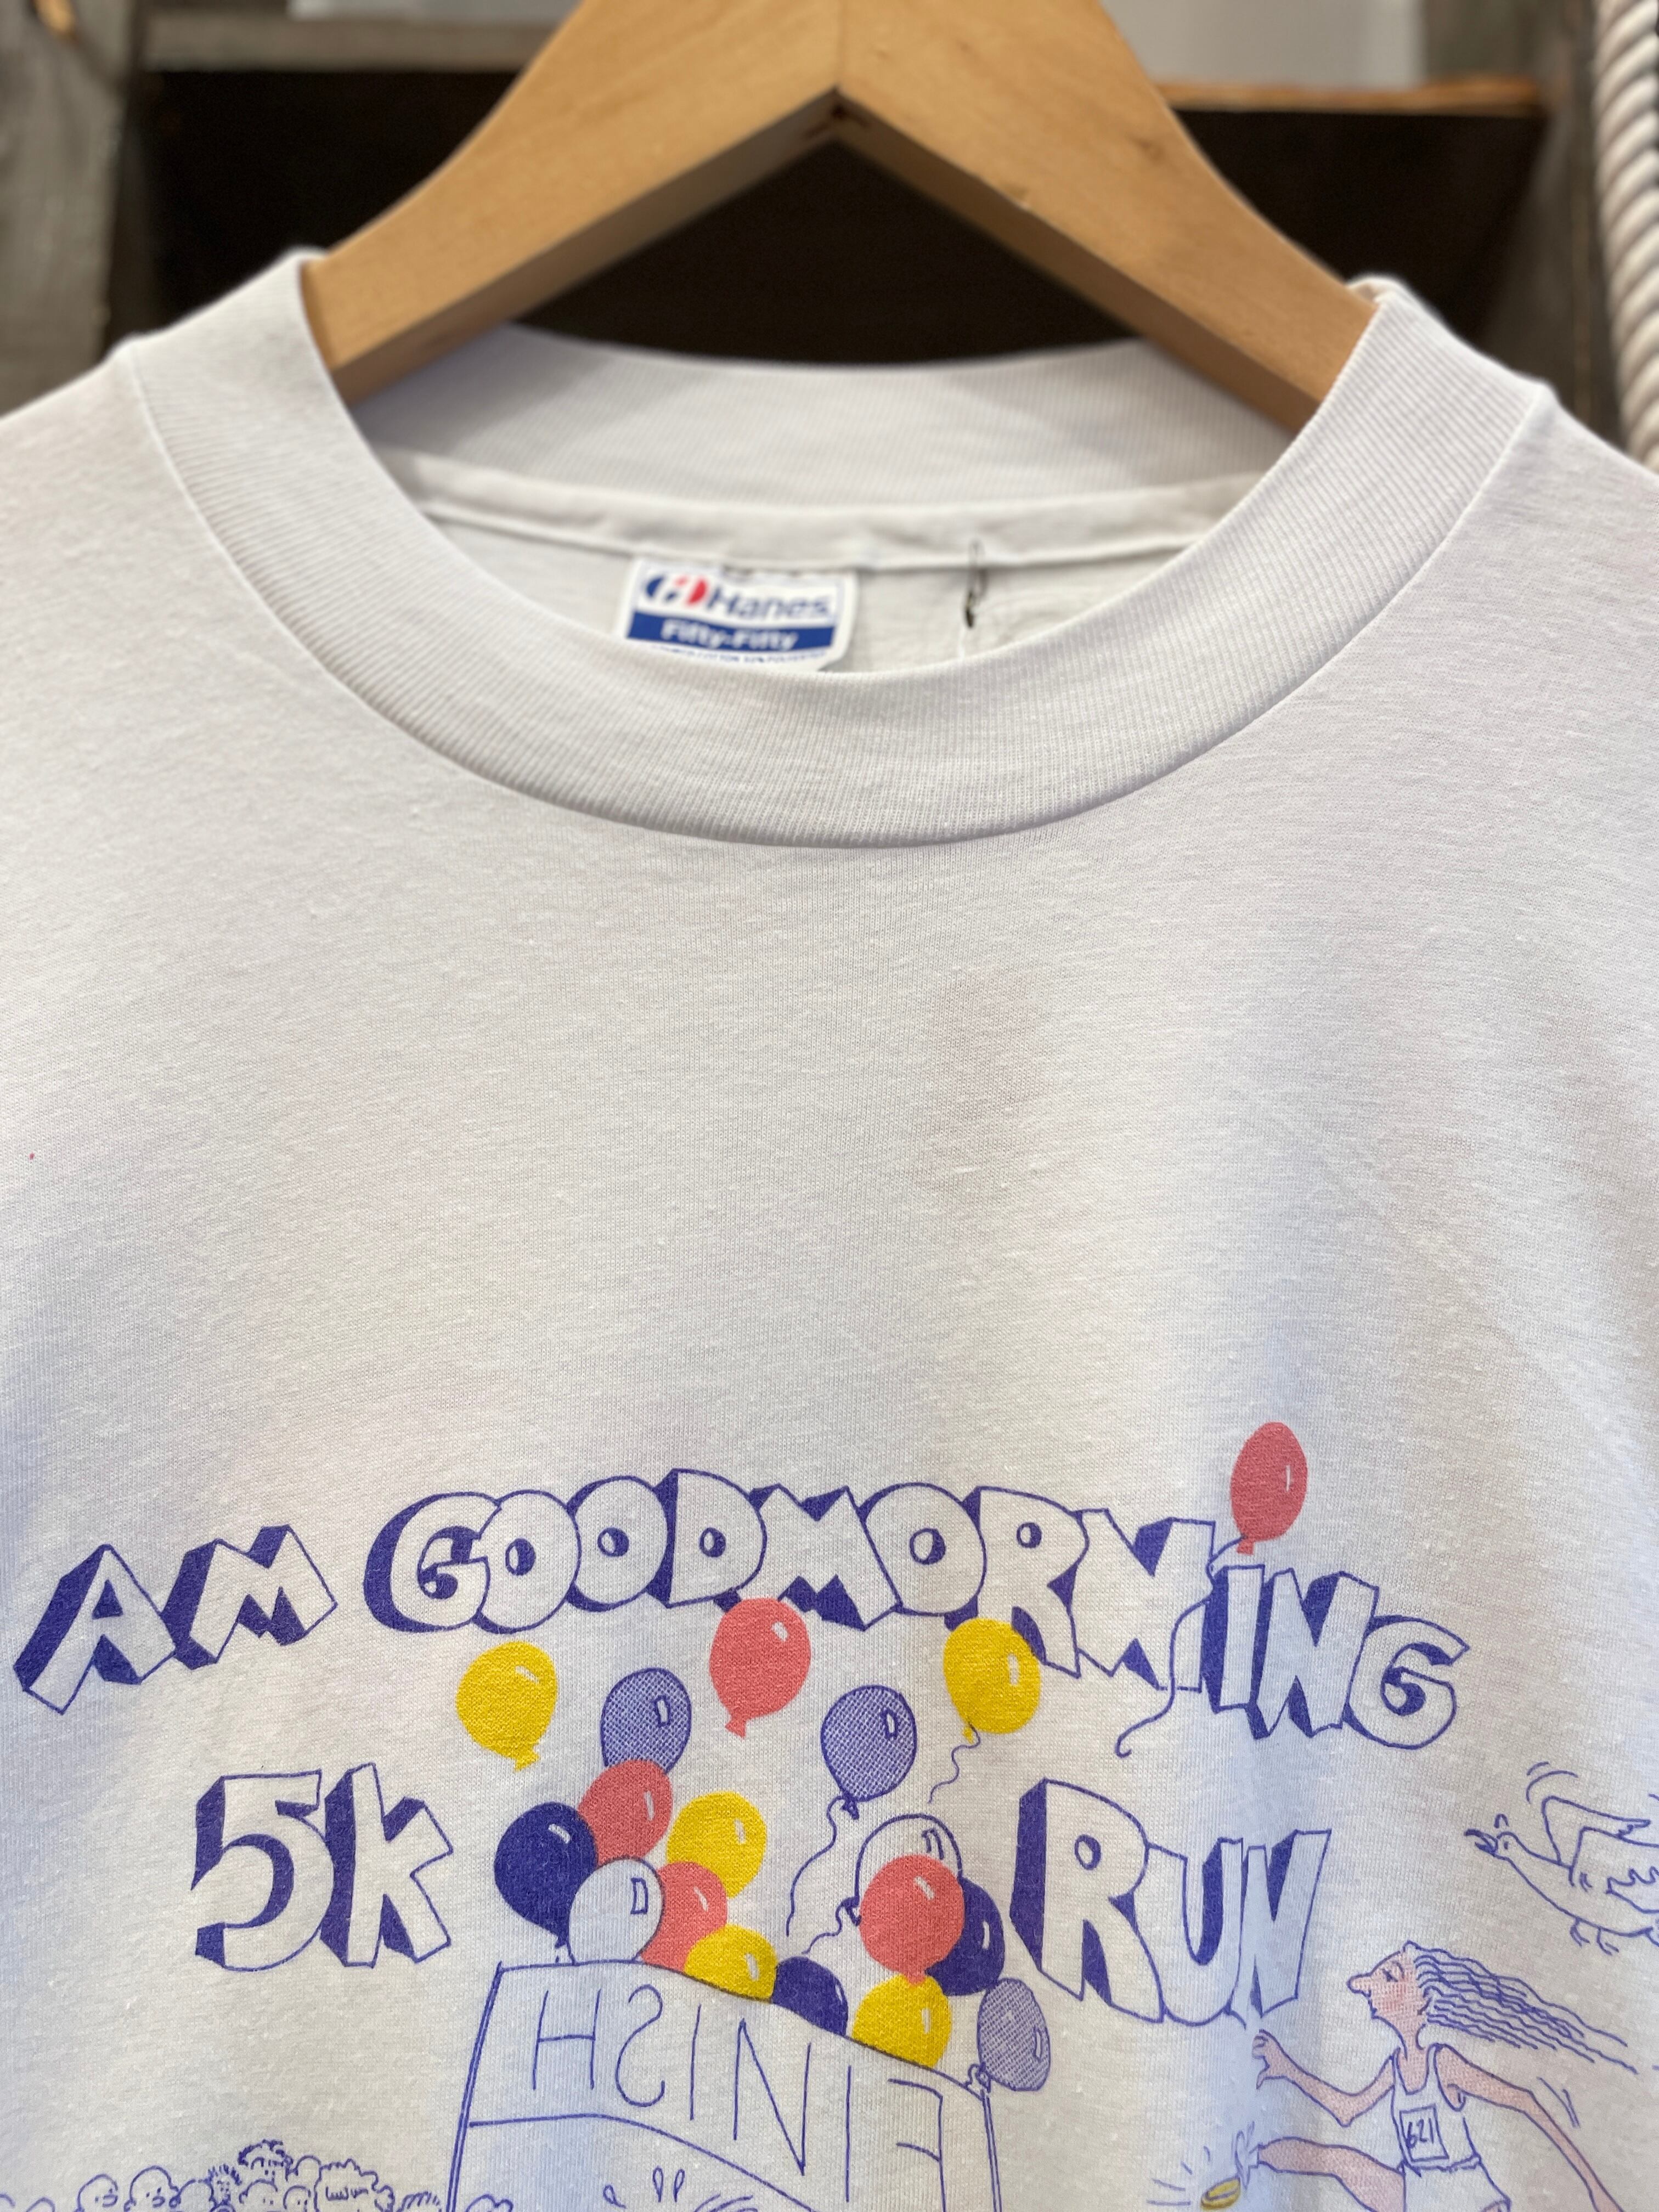 Hanes
Fifty-Fifty
AM GOODMORNING
5K RUN
FINISH
621